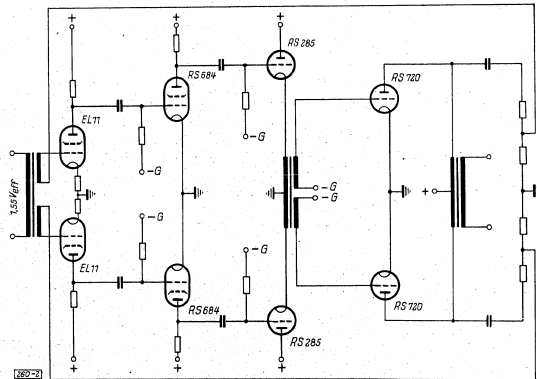 +
+
+
RS 285
RS 684
RS 720
EL 11
-G
-G
1,55 Veff
-G
-G
+
-G
-G
EL 11
RS 684
RS 720
RS 285
+
+
+
260-2